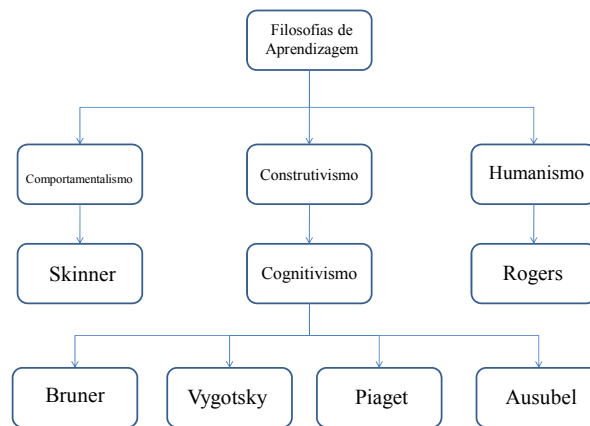 Filosofias de
Aprendizagem
Comportamentalismo
Construtivismo
Humanismo
Skinner
Cognitivismo
Rogers
Bruner
Vygotsky
Piaget
Ausubel